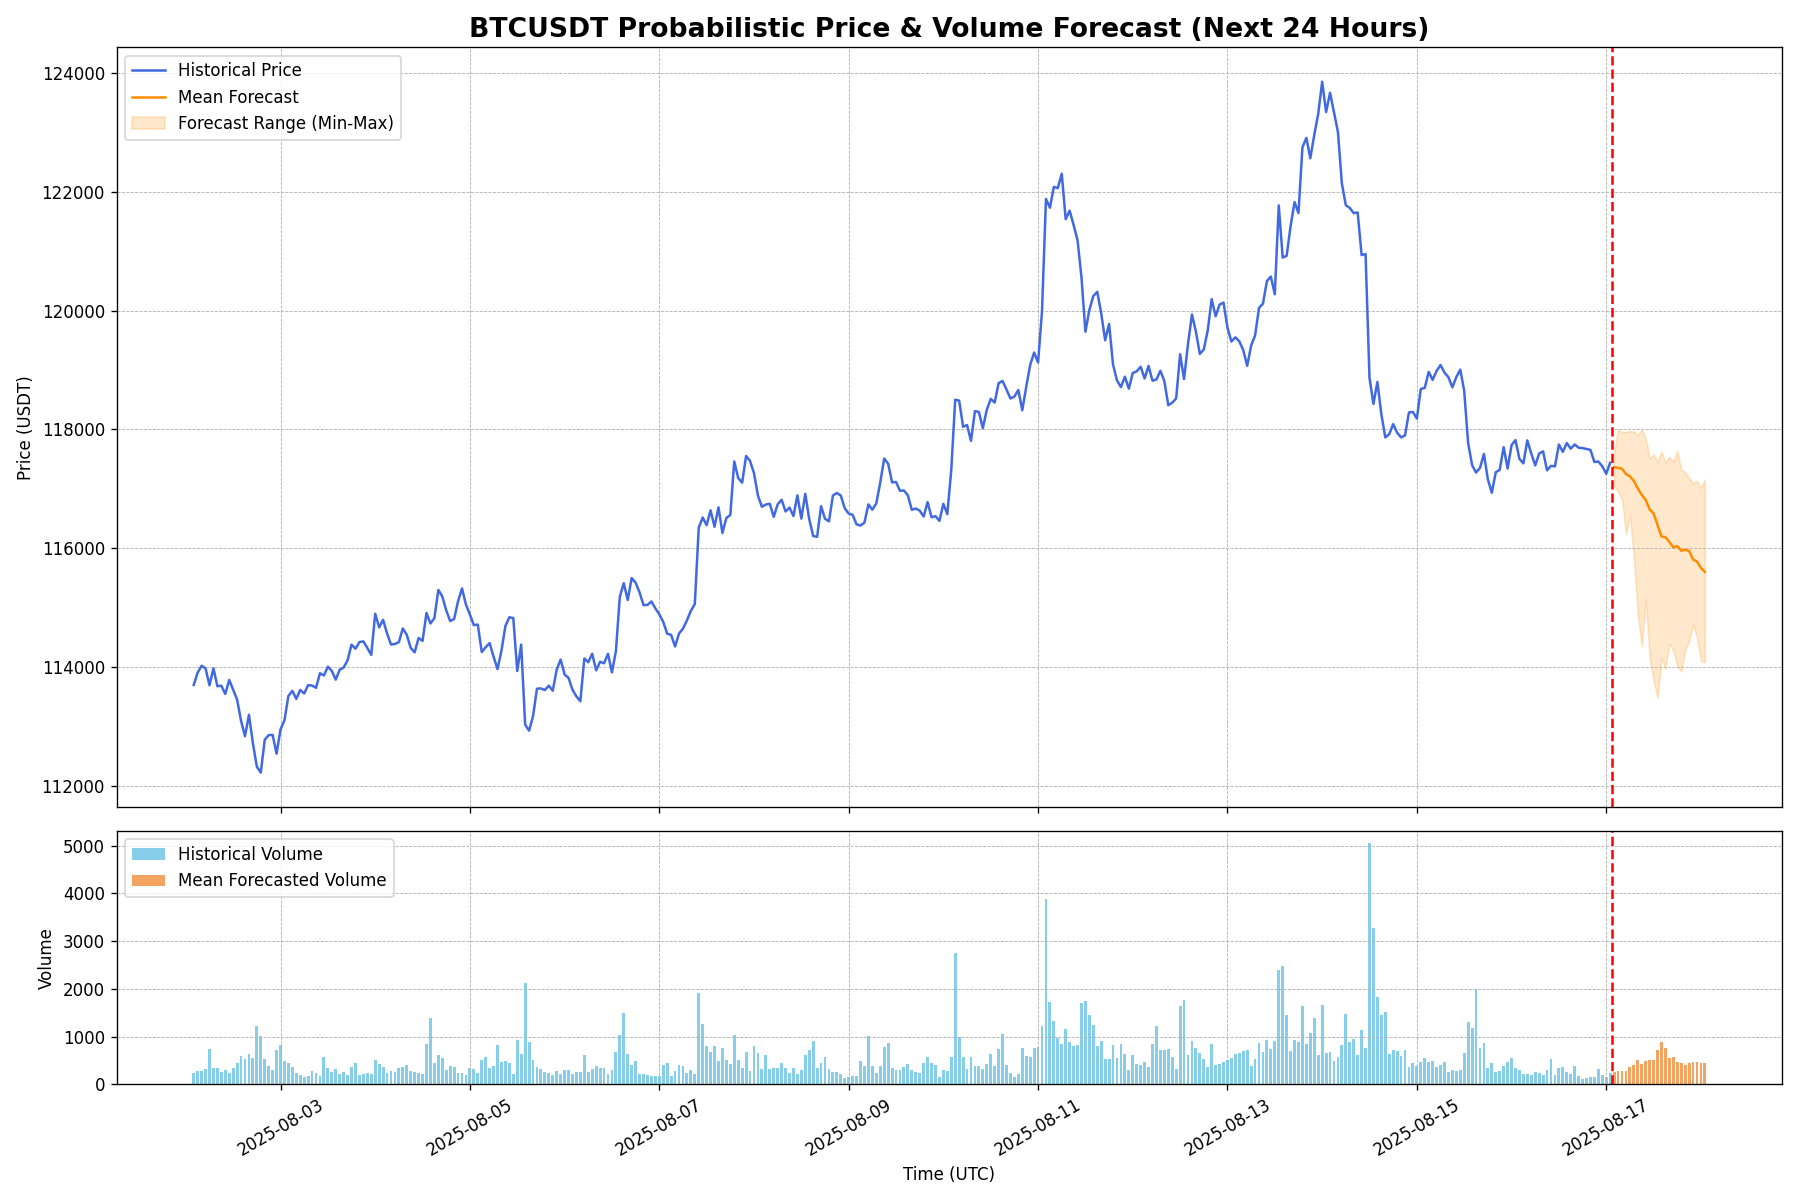 BTCUSDT Probabilistic Price & Volume Forecast (Next 24 Hours)
Historical Price
Mean Forecast
Forecast Range (Min-Max)
124000
122000
120000
118000
116000
114000
112000
Price (USDT)
Historical Volume
Mean Forecasted Volume
5000
4000
3000
2000
1000
0
Volume
2025-08-03
2025-08-05
2025-08-07
2025-08-09
2025-08-11
2025-08-13
2025-08-15
2025-08-17
Time (UTC)